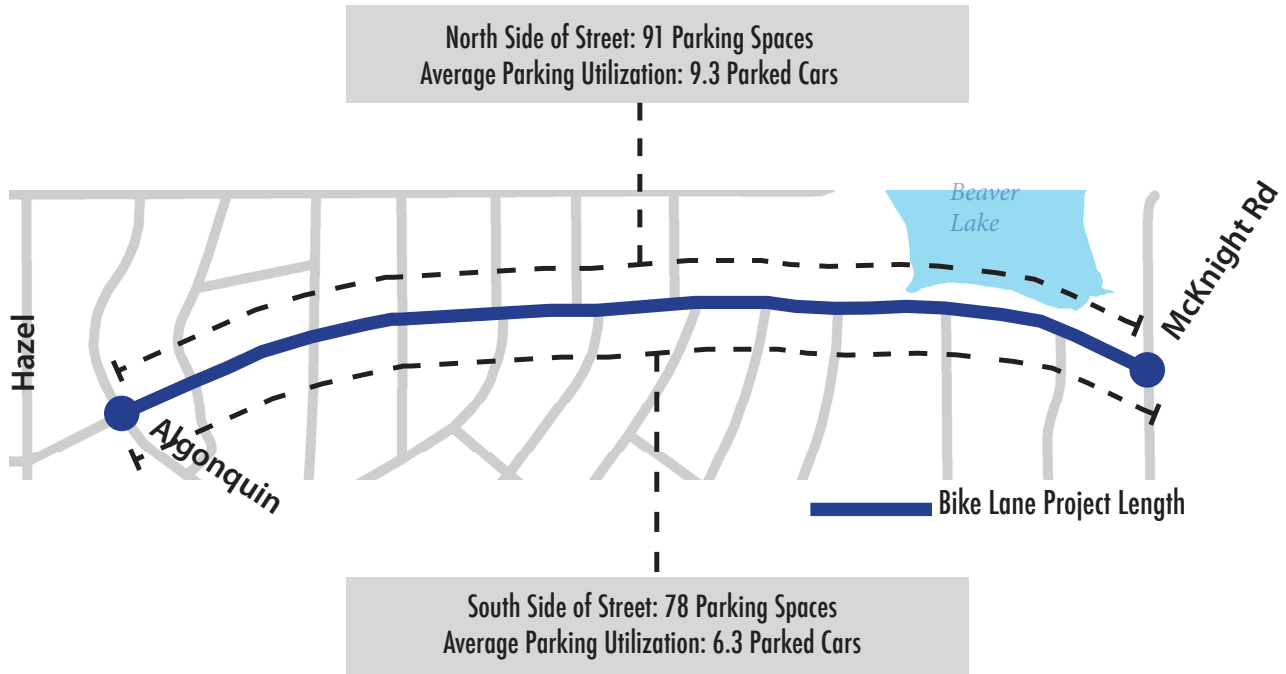 North Side of Street: 91 Parking Spaces
Average Parking Utilization: 9.3 Parked Cars
Beaver
Lake
McKnight Rd
Hazel
Algonquin
Bike Lane Project Length
South Side of Street: 78 Parking Spaces
Average Parking Utilization: 6.3 Parked Cars